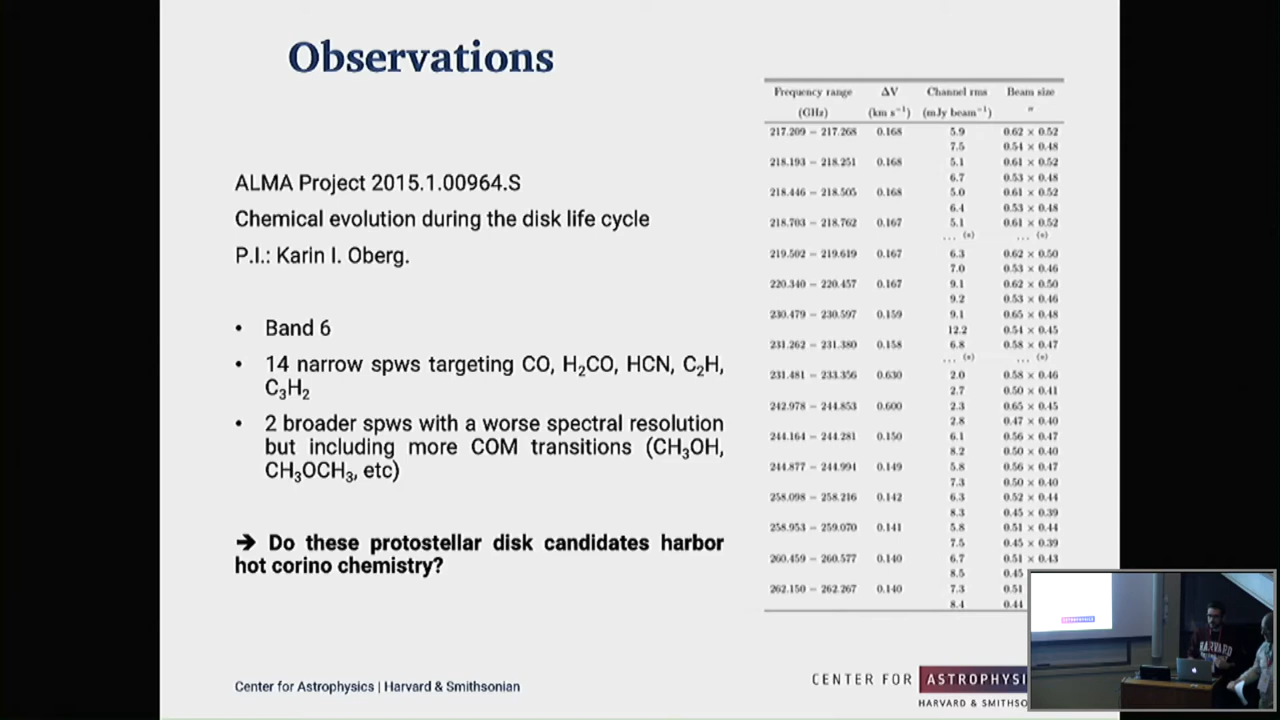 Observations
ALMA Project 2015.1.00964.S
Chemical evolution during the disk life cycle
P.I.: Karin I. Oberg.
• Band 6
• 14 narrow spws targeting CO, H₂CO, HCN, C₂H,
C₃H₂
• 2 broader spws with a worse spectral resolution
but including more COM transitions (CH₃OH,
CH₃OCH₃, etc)
➔ Do these protostellar disk candidates harbor
hot corino chemistry?
Frequency range ΔV Channel rms Beam size
(GHz) (km s⁻¹) (mJy beam⁻¹) ″
217.209 − 217.268 0.168 5.9 0.62 × 0.52
7.5 0.54 × 0.48
218.193 − 218.251 0.168 5.1 0.61 × 0.52
6.7 0.53 × 0.48
218.446 − 218.505 0.168 5.0 0.61 × 0.52
6.4 0.53 × 0.48
218.703 − 218.762 0.167 5.1 0.61 × 0.52
... (*) ... (*)
219.502 − 219.619 0.167 6.3 0.62 × 0.50
7.0 0.53 × 0.46
220.340 − 220.457 0.167 9.1 0.62 × 0.50
9.2 0.53 × 0.46
230.479 − 230.597 0.159 9.1 0.65 × 0.48
12.2 0.54 × 0.45
231.262 − 231.380 0.158 6.8 0.58 × 0.47
... (*) ... (*)
231.481 − 233.356 0.630 2.0 0.58 × 0.46
2.7 0.50 × 0.41
242.978 − 244.853 0.600 2.3 0.65 × 0.45
2.8 0.47 × 0.40
244.164 − 244.281 0.150 6.1 0.56 × 0.47
8.2 0.50 × 0.40
244.877 − 244.994 0.149 5.8 0.56 × 0.47
7.3 0.50 × 0.40
258.098 − 258.216 0.142 6.3 0.52 × 0.44
8.3 0.45 × 0.39
258.953 − 259.070 0.141 5.8 0.51 × 0.44
7.5 0.45 × 0.39
260.459 − 260.577 0.140 6.7 0.51 × 0.43
8.5 0.45
262.150 − 262.267 0.140 7.3 0.51
8.4 0.44
Center for Astrophysics | Harvard & Smithsonian
CENTER FOR ASTROPHYSI
HARVARD & SMITHSO
HARVARD